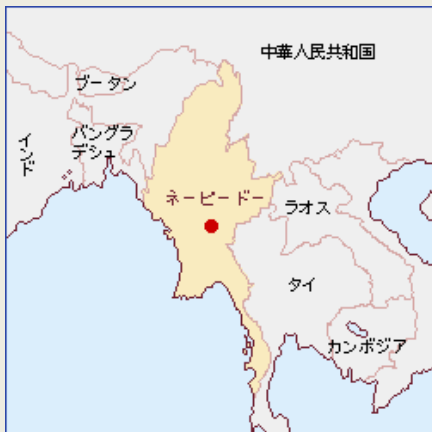 中華人民共和国
ブータン
バングラ
デシュ
インド
ネーピードー
ラオス
タイ
カンボジア